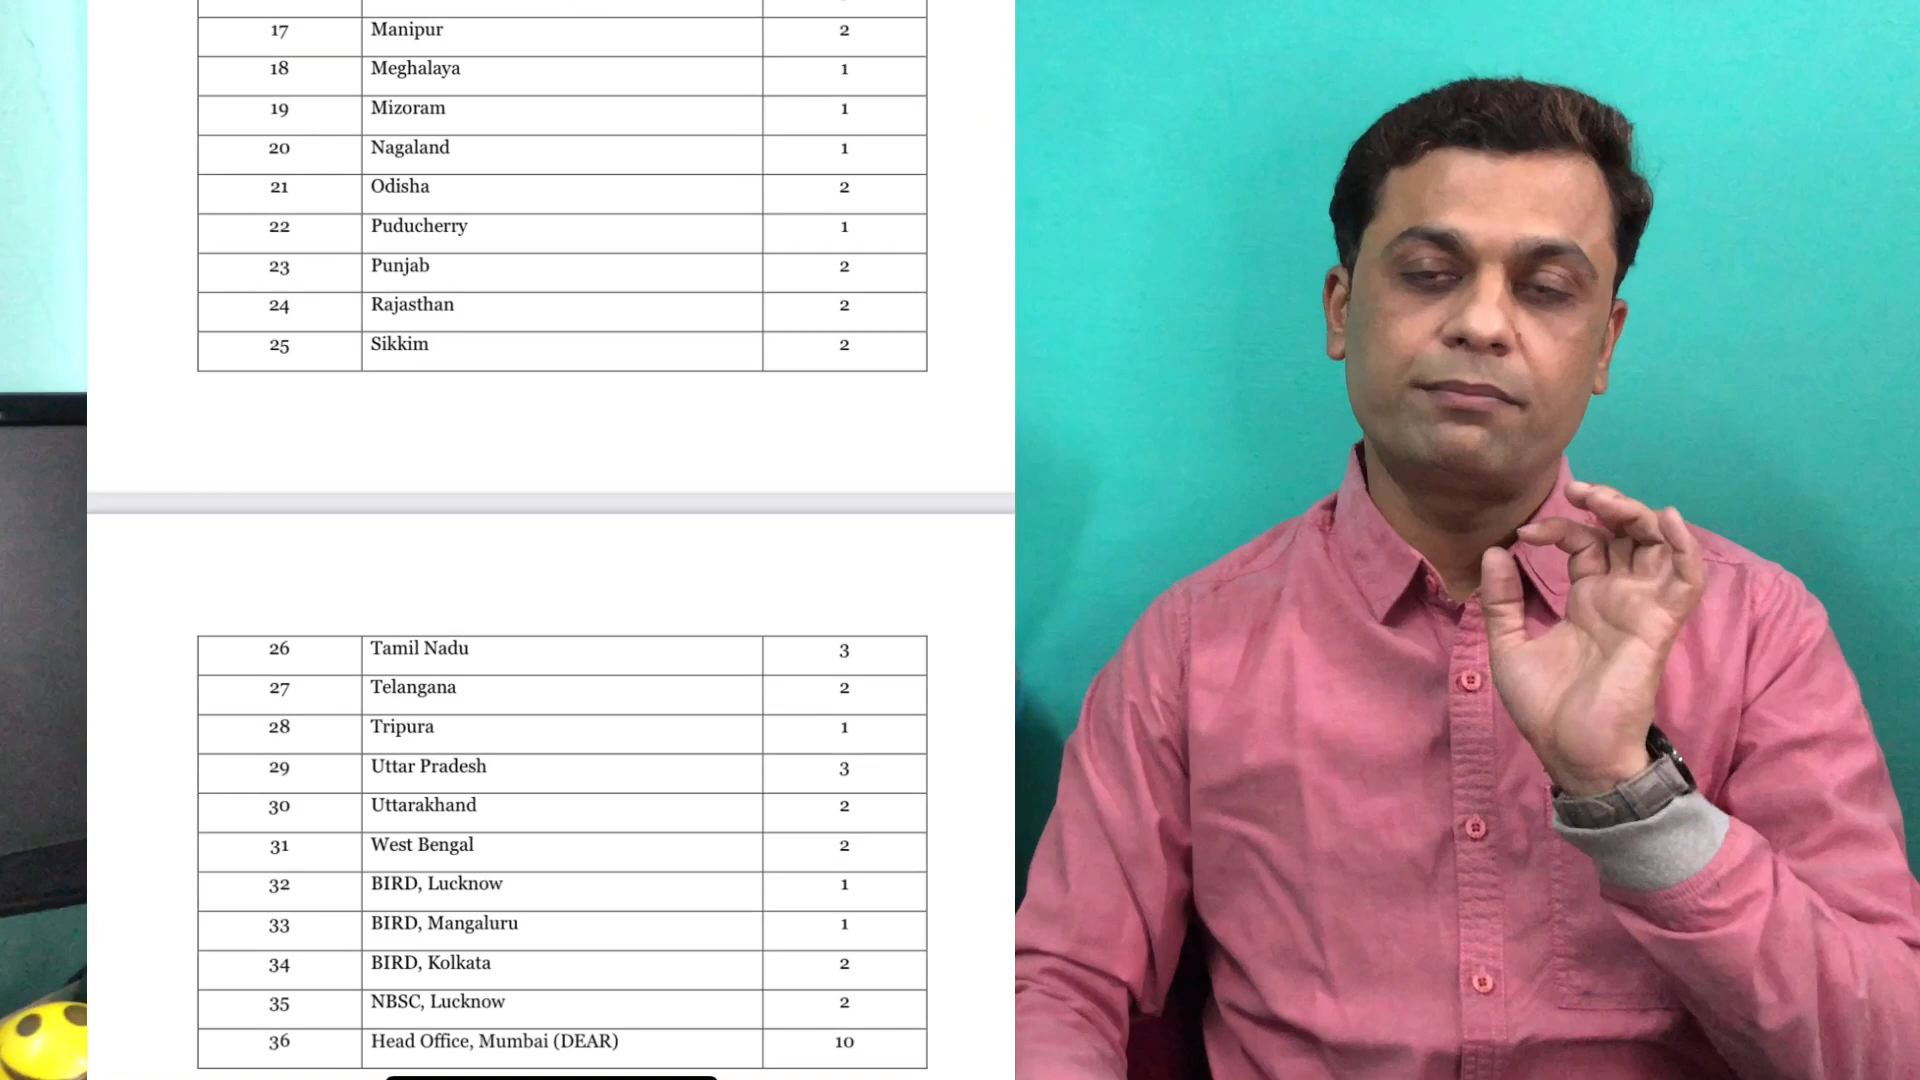 17 Manipur 2
18 Meghalaya 1
19 Mizoram 1
20 Nagaland 1
21 Odisha 2
22 Puducherry 1
23 Punjab 2
24 Rajasthan 2
25 Sikkim 2
26 Tamil Nadu 3
27 Telangana 2
28 Tripura 1
29 Uttar Pradesh 3
30 Uttarakhand 2
31 West Bengal 2
32 BIRD, Lucknow 1
33 BIRD, Mangaluru 1
34 BIRD, Kolkata 2
35 NBSC, Lucknow 2
36 Head Office, Mumbai (DEAR) 10